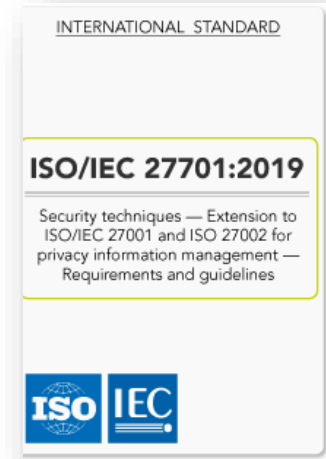 INTERNATIONAL STANDARD
ISO/IEC 27701:2019
Security techniques — Extension to
ISO/IEC 27001 and ISO 27002 for
privacy information management —
Requirements and guidelines
ISO IEC